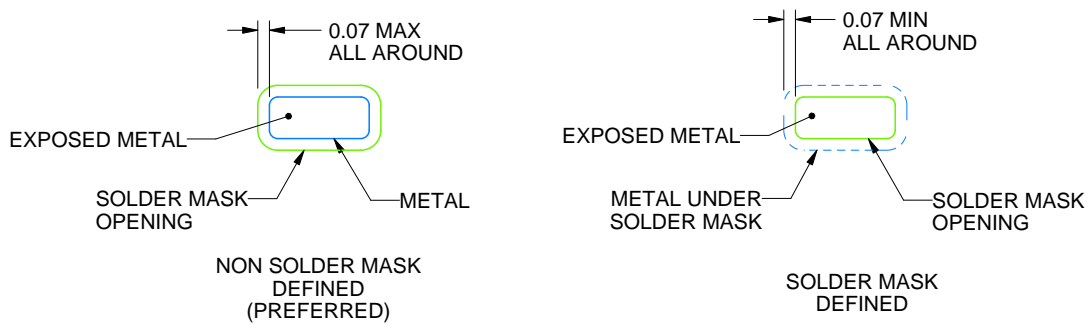 0.07 MAX
ALL AROUND
EXPOSED METAL
SOLDER MASK
OPENING
METAL
NON SOLDER MASK
DEFINED
(PREFERRED)
0.07 MIN
ALL AROUND
EXPOSED METAL
METAL UNDER
SOLDER MASK
SOLDER MASK
OPENING
SOLDER MASK
DEFINED